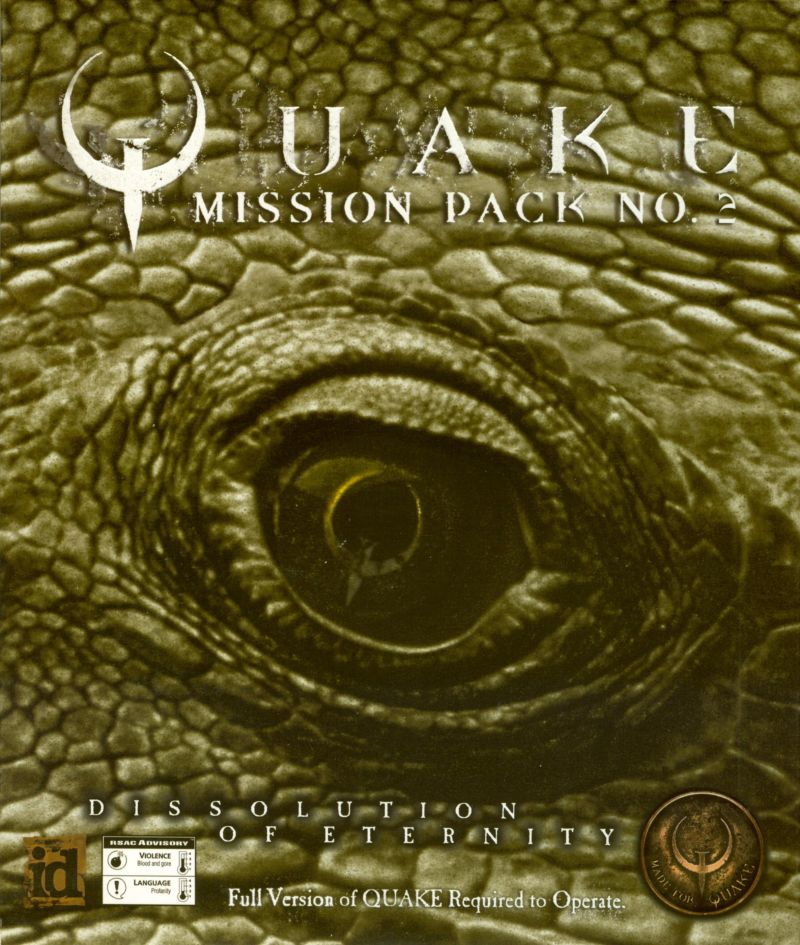 QUAKE
MISSION PACK NO. 2
DISSOLUTION
OF ETERNITY
id
RSAC ADVISORY
VIOLENCE
Blood and gore
LANGUAGE
Profanity
Full Version of QUAKE Required to Operate.
MADE FOR QUAKE